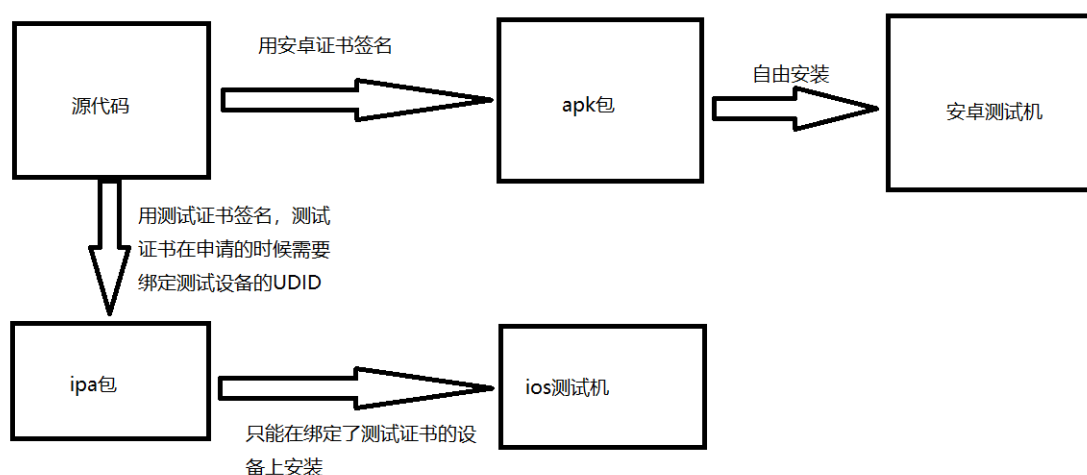 用安卓证书签名
自由安装
源代码
apk包
安卓测试机
用测试证书签名，测试
证书在申请的时候需要
绑定测试设备的UDID
ipa包
ios测试机
只能在绑定了测试证书的设
备上安装